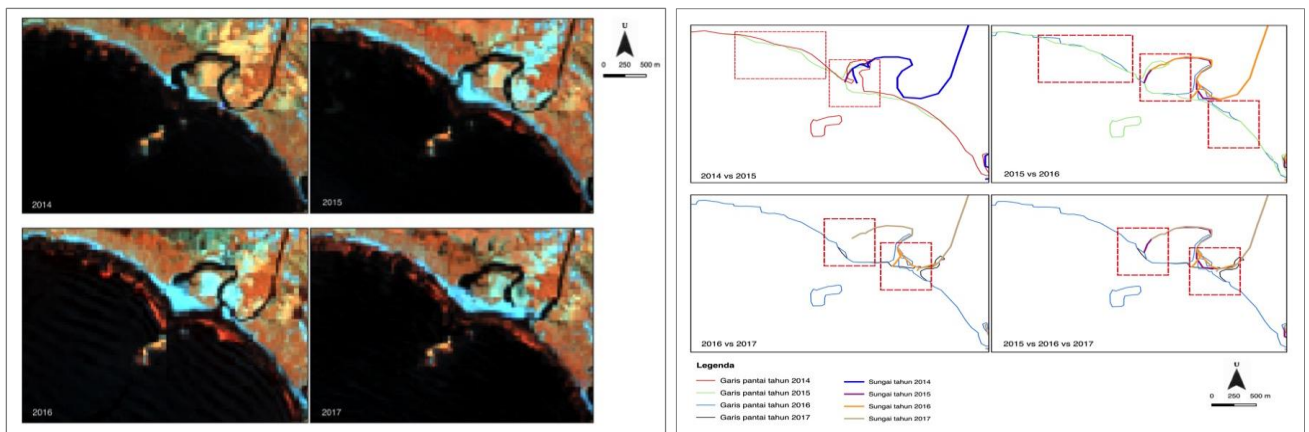 2014
2015
U
0 250 500 m
2016
2017
2014 vs 2015
2015 vs 2016
2016 vs 2017
2015 vs 2016 vs 2017
Legenda
Garis pantai tahun 2014
Garis pantai tahun 2015
Garis pantai tahun 2016
Garis pantai tahun 2017
Sungai tahun 2014
Sungai tahun 2015
Sungai tahun 2016
Sungai tahun 2017
U
0 250 500 m